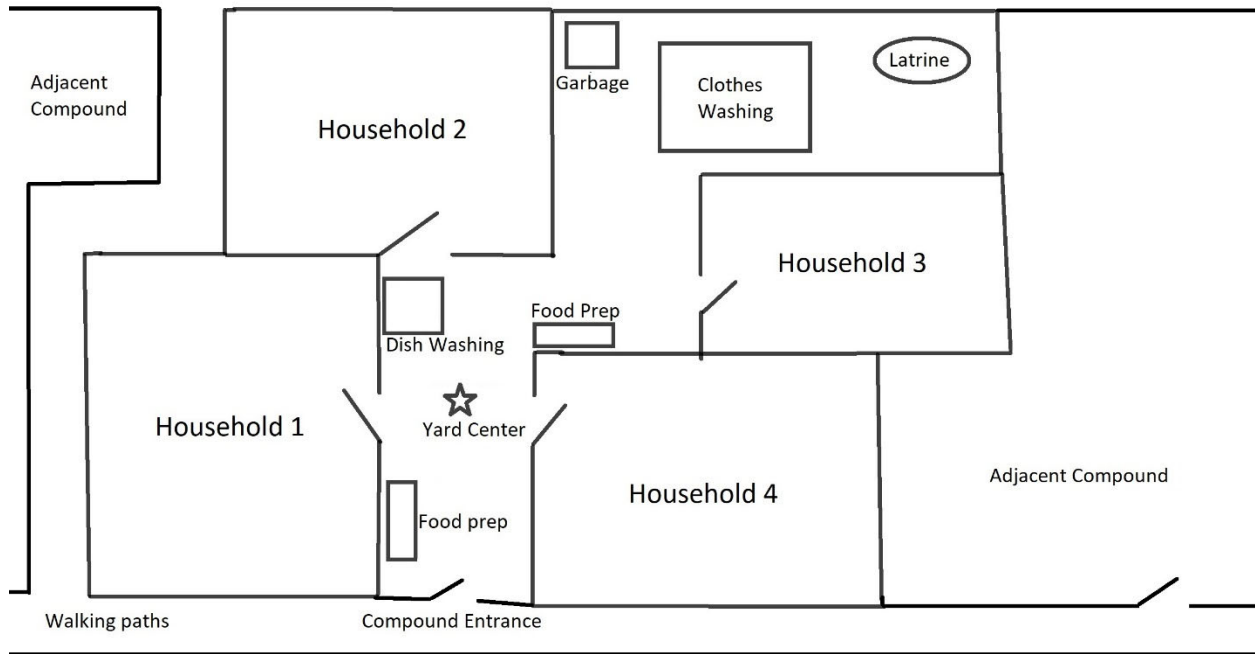 Adjacent
Compound
Household 2
Garbage
Clothes
Washing
Latrine
Household 3
Food Prep
Dish Washing
Household 1
Yard Center
Household 4
Adjacent Compound
Food prep
Walking paths
Compound Entrance